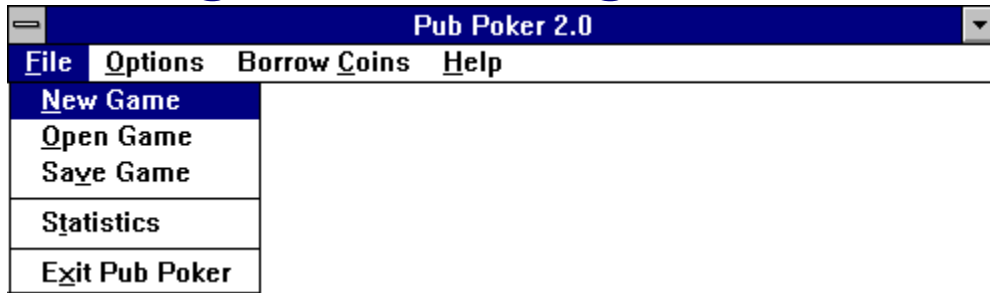 Pub Poker 2.0
File Options Borrow Coins Help
New Game
Open Game
Save Game
Statistics
Exit Pub Poker